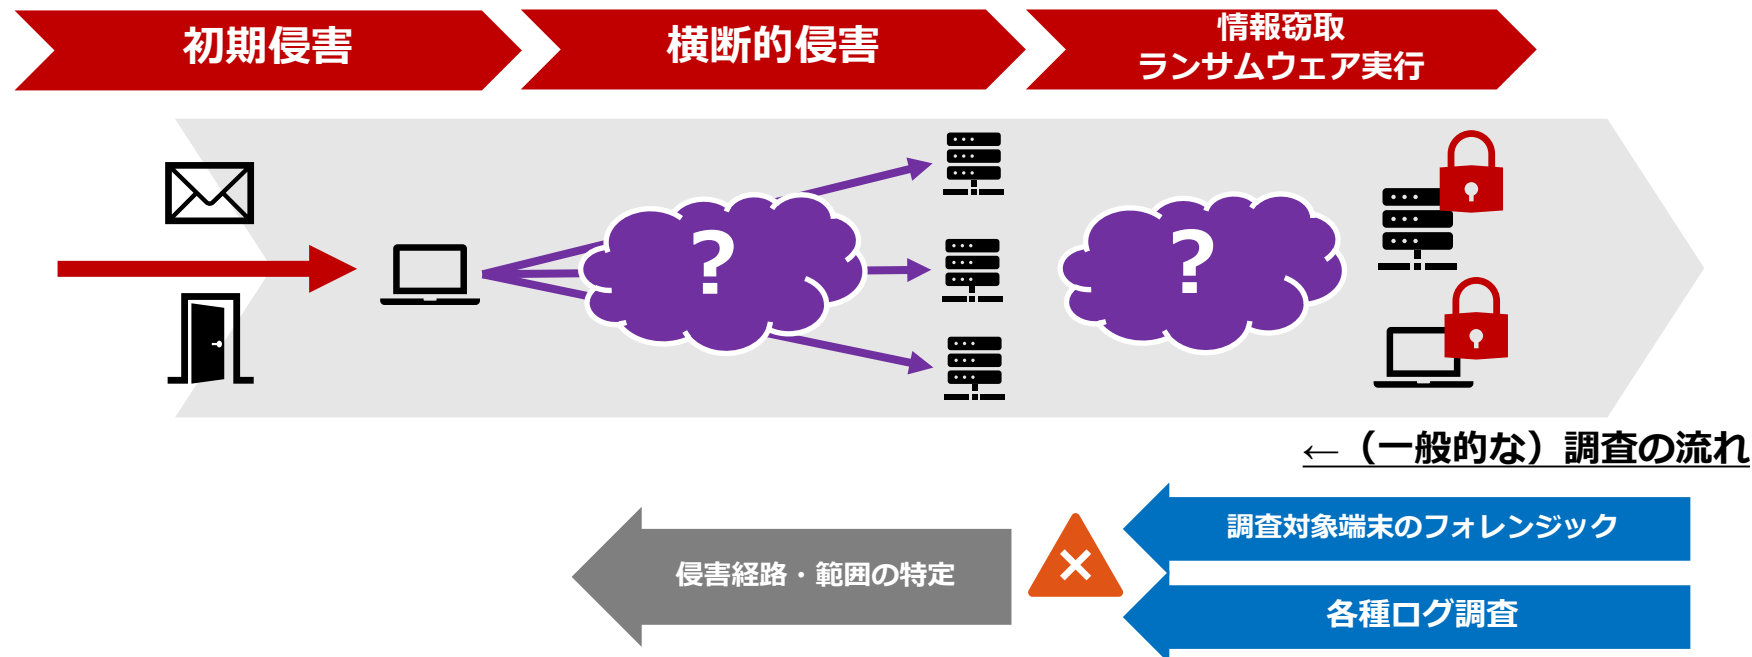 初期侵害
横断的侵害
情報窃取
ランサムウェア実行
?
?
←（一般的な）調査の流れ
調査対象端末のフォレンジック
侵害経路・範囲の特定
各種ログ調査